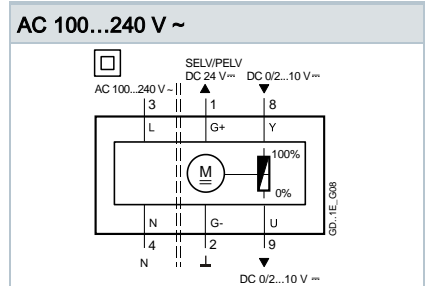 AC 100...240 V ~
SELV/PELV
DC 24 V⎓ DC 0/2...10 V ⎓
AC 100...240 V ~
3 1 8
L G+ Y
M
100%
0%
N G- U
4 2 9
N
DC 0/2...10 V ⎓
GD..1E_G08